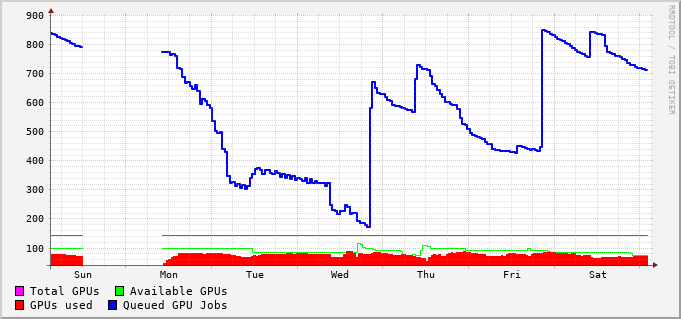 900
800
700
600
500
400
300
200
100
Sun Mon Tue Wed Thu Fri Sat
Total GPUs Available GPUs
GPUs used Queued GPU Jobs
RRDTOOL / TOBI OETIKER